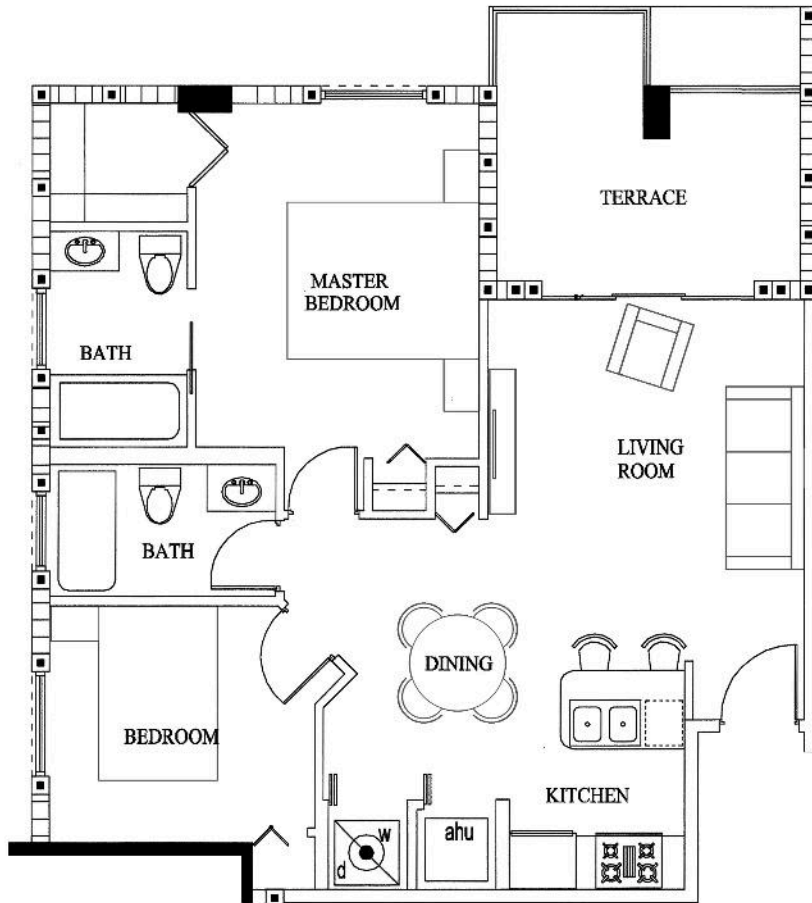 TERRACE
MASTER
BEDROOM
BATH
LIVING
ROOM
BATH
DINING
BEDROOM
KITCHEN
w
d
ahu